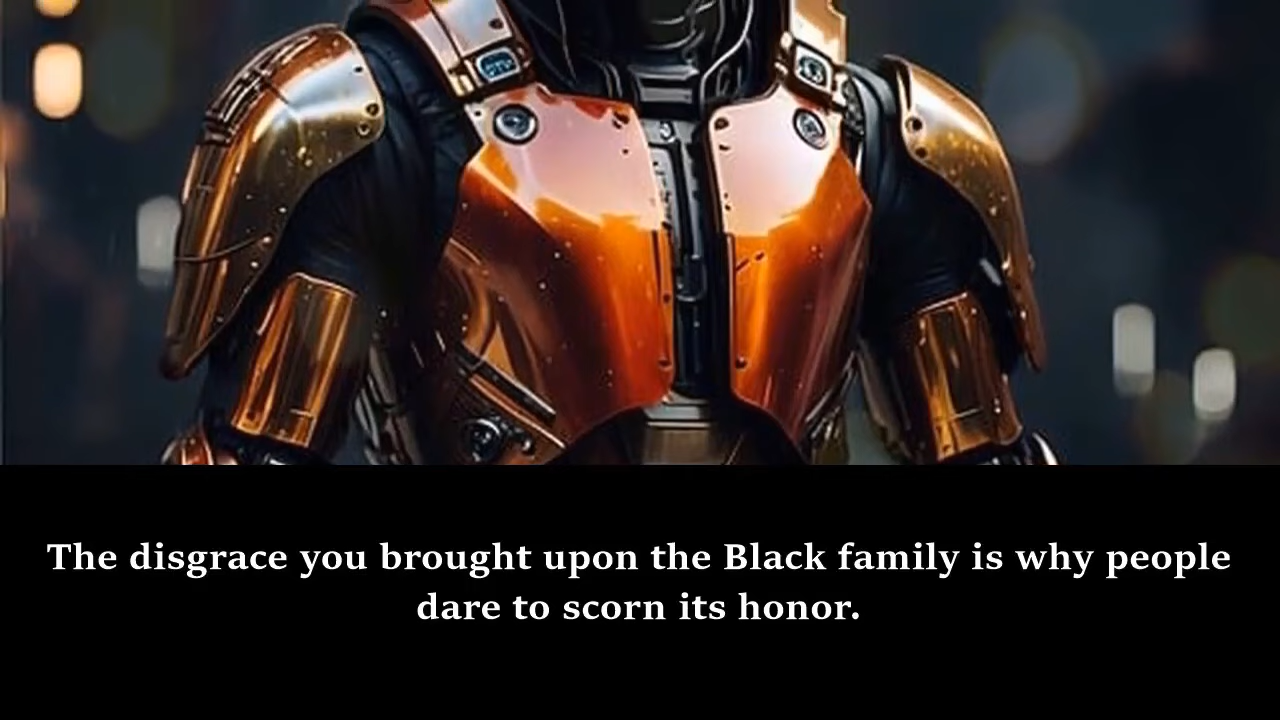 The disgrace you brought upon the Black family is why people
dare to scorn its honor.